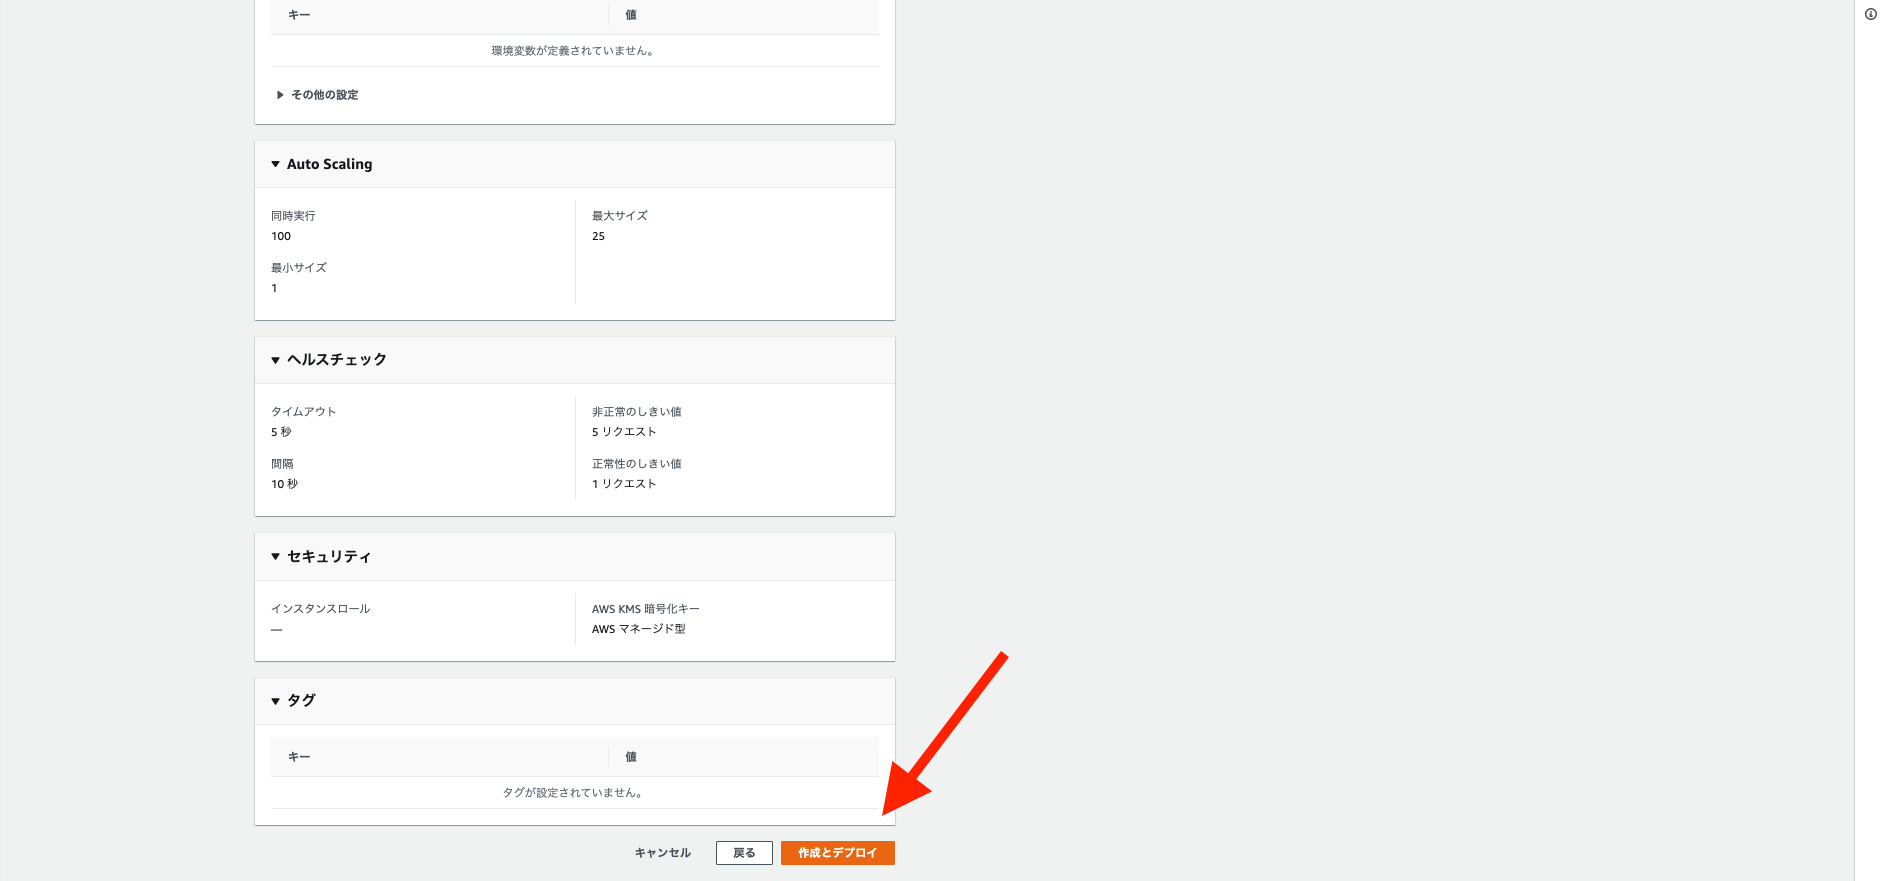 キー 値
環境変数が定義されていません。
その他の設定
Auto Scaling
同時実行
100
最小サイズ
1
最大サイズ
25
ヘルスチェック
タイムアウト
5 秒
間隔
10 秒
非正常のしきい値
5 リクエスト
正常性のしきい値
1 リクエスト
セキュリティ
インスタンスロール
—
AWS KMS 暗号化キー
AWS マネージド型
タグ
キー 値
タグが設定されていません。
キャンセル 戻る 作成とデプロイ